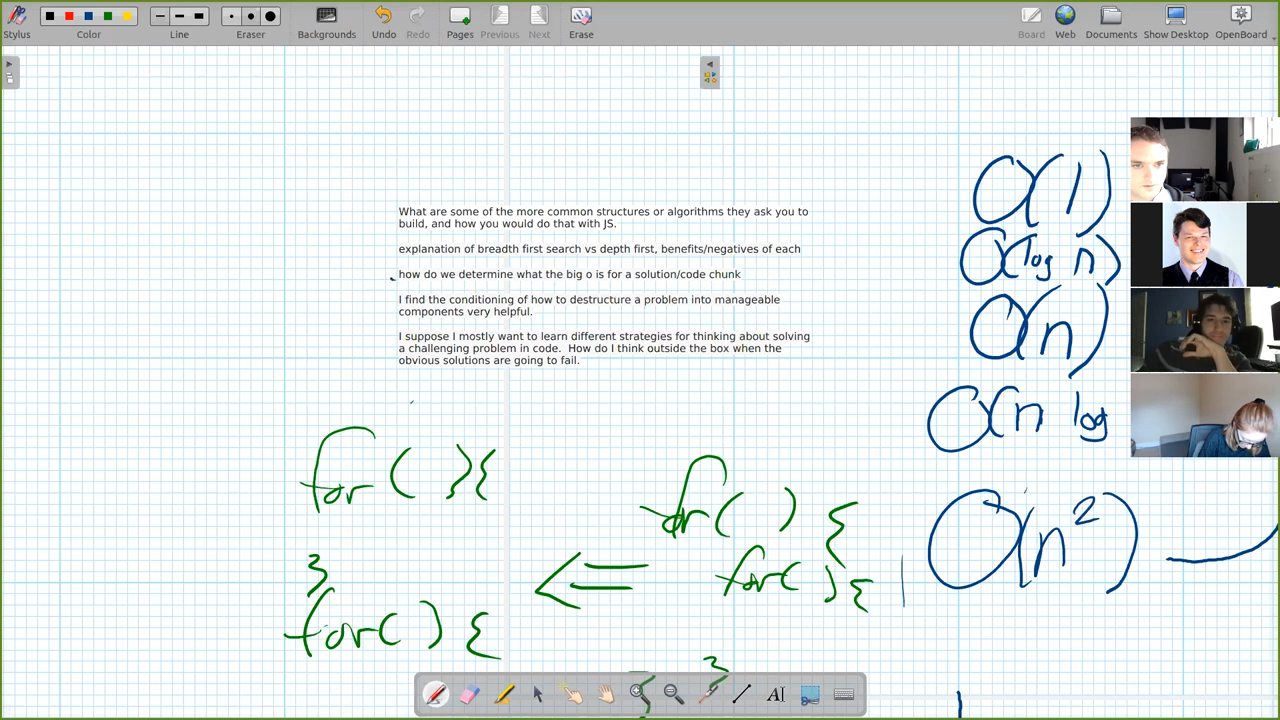 Stylus
Color
Line
Eraser
Backgrounds
Undo
Redo
Pages
Previous
Next
Erase
Board
Web
Documents
Show Desktop
OpenBoard
What are some of the more common structures or algorithms they ask you to
build, and how you would do that with JS.
explanation of breadth first search vs depth first, benefits/negatives of each
how do we determine what the big o is for a solution/code chunk
I find the conditioning of how to destructure a problem into manageable
components very helpful.
I suppose I mostly want to learn different strategies for thinking about solving
a challenging problem in code.  How do I think outside the box when the
obvious solutions are going to fail.
O(1)
O(log n)
O(n)
O(n log
O(n²)
for ( ){
}
for( ) {
<=
for( ) {
for( ){
}
}